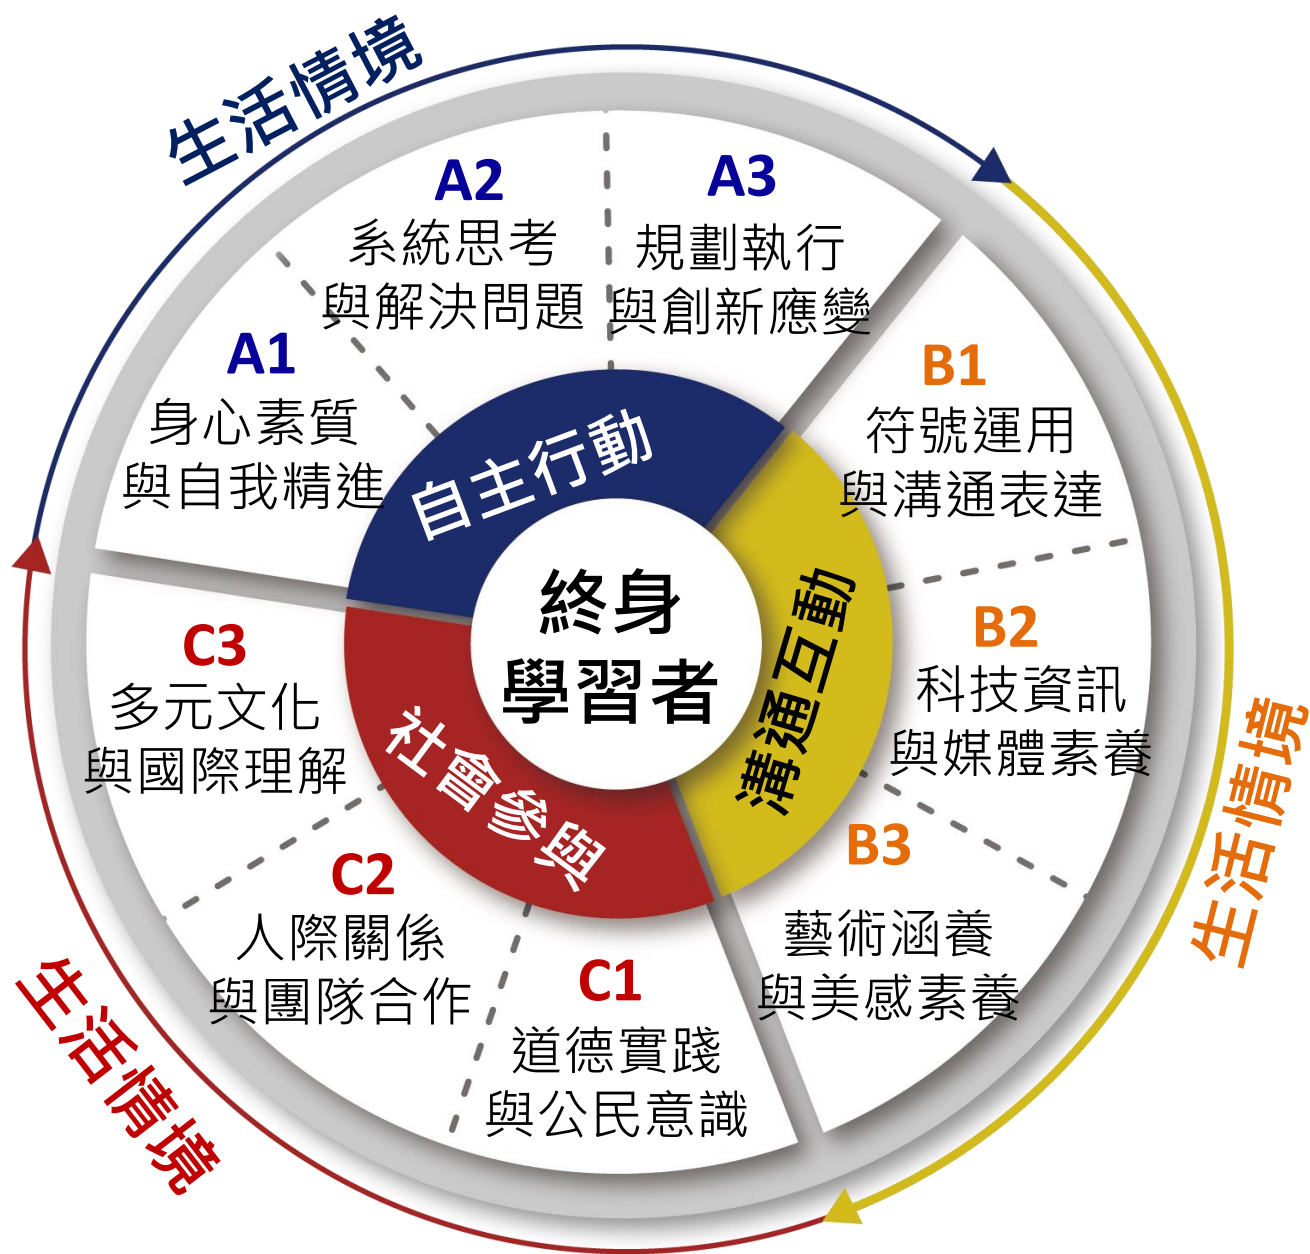 生活情境
A1
身心素質
與自我精進
A2
系統思考
與解決問題
A3
規劃執行
與創新應變
自主行動
B1
符號運用
與溝通表達
B2
科技資訊
與媒體素養
B3
藝術涵養
與美感素養
溝通互動
生活情境
C1
道德實踐
與公民意識
C2
人際關係
與團隊合作
C3
多元文化
與國際理解
社會參與
生活情境
終身
學習者